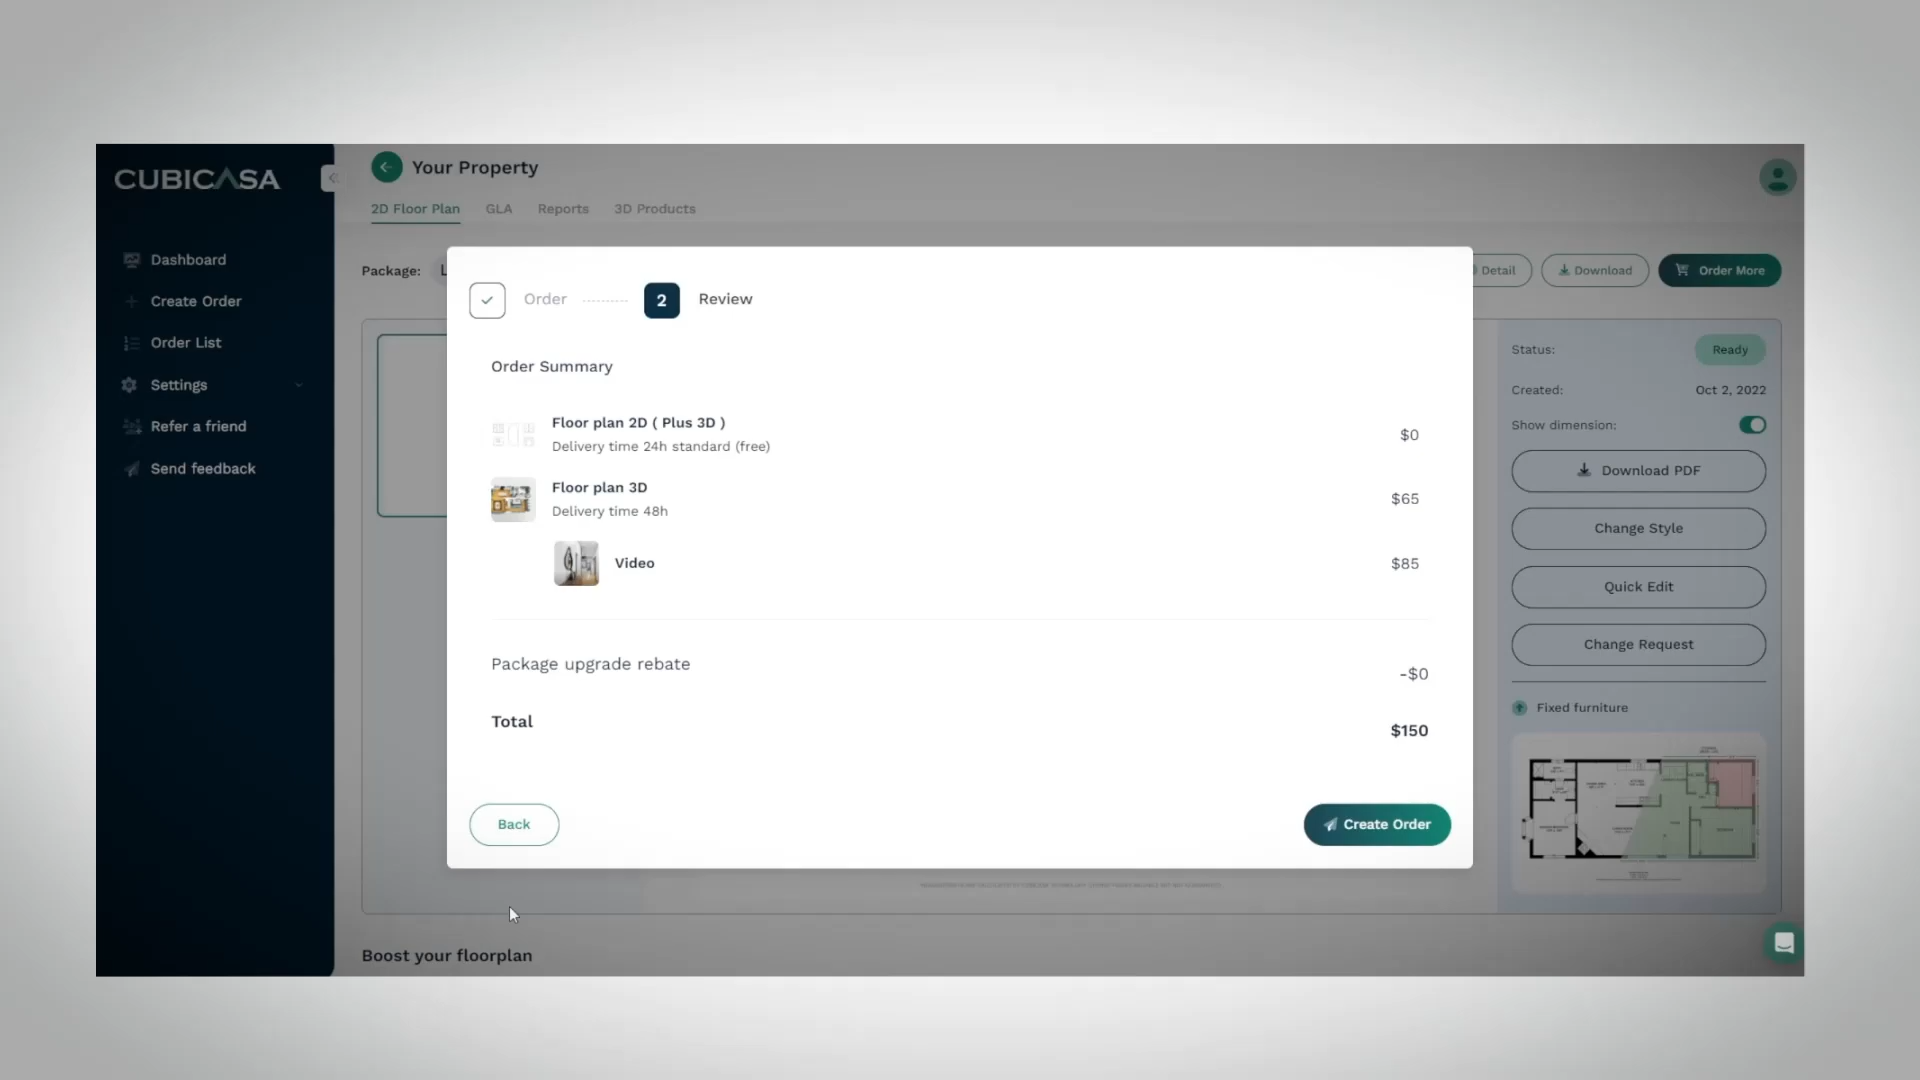 CUBICASA
Your Property
2D Floor Plan
GLA
Reports
3D Products
Dashboard
Create Order
Order List
Settings
Refer a friend
Send feedback
Package:
Detail
Download
Order More
Order
2
Review
Order Summary
Floor plan 2D ( Plus 3D )
Delivery time 24h standard (free)
$0
Floor plan 3D
Delivery time 48h
$65
Video
$85
Package upgrade rebate
-$0
Total
$150
Back
Create Order
Status:
Ready
Created:
Oct 2, 2022
Show dimension:
Download PDF
Change Style
Quick Edit
Change Request
Fixed furniture
Boost your floorplan